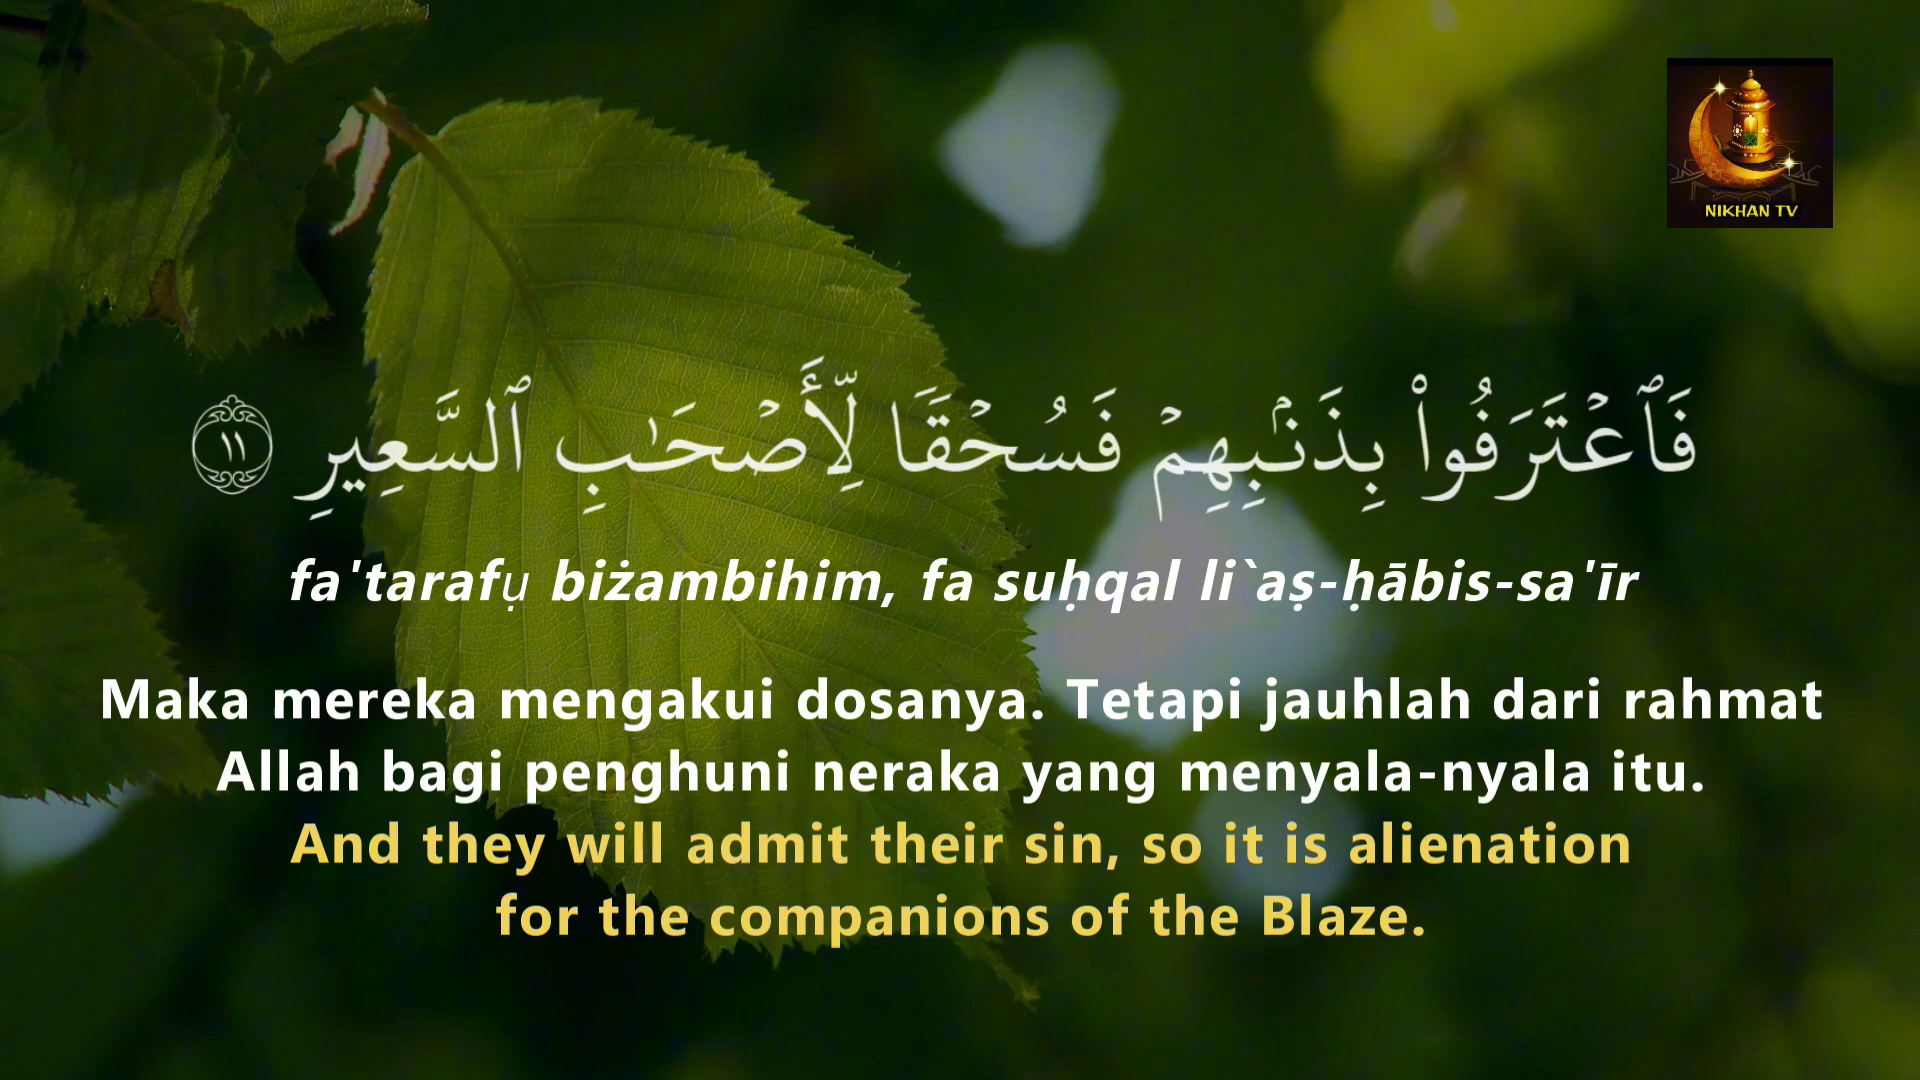 NIKHAN TV
فَٱعۡتَرَفُواْ بِذَنۢبِهِمۡ فَسُحۡقٗا لِّأَصۡحَٰبِ ٱلسَّعِيرِ ١١
fa'tarafụ biżambihim, fa suḥqal li`aṣ-ḥābis-sa'īr
Maka mereka mengakui dosanya. Tetapi jauhlah dari rahmat
Allah bagi penghuni neraka yang menyala-nyala itu.
And they will admit their sin, so it is alienation
for the companions of the Blaze.